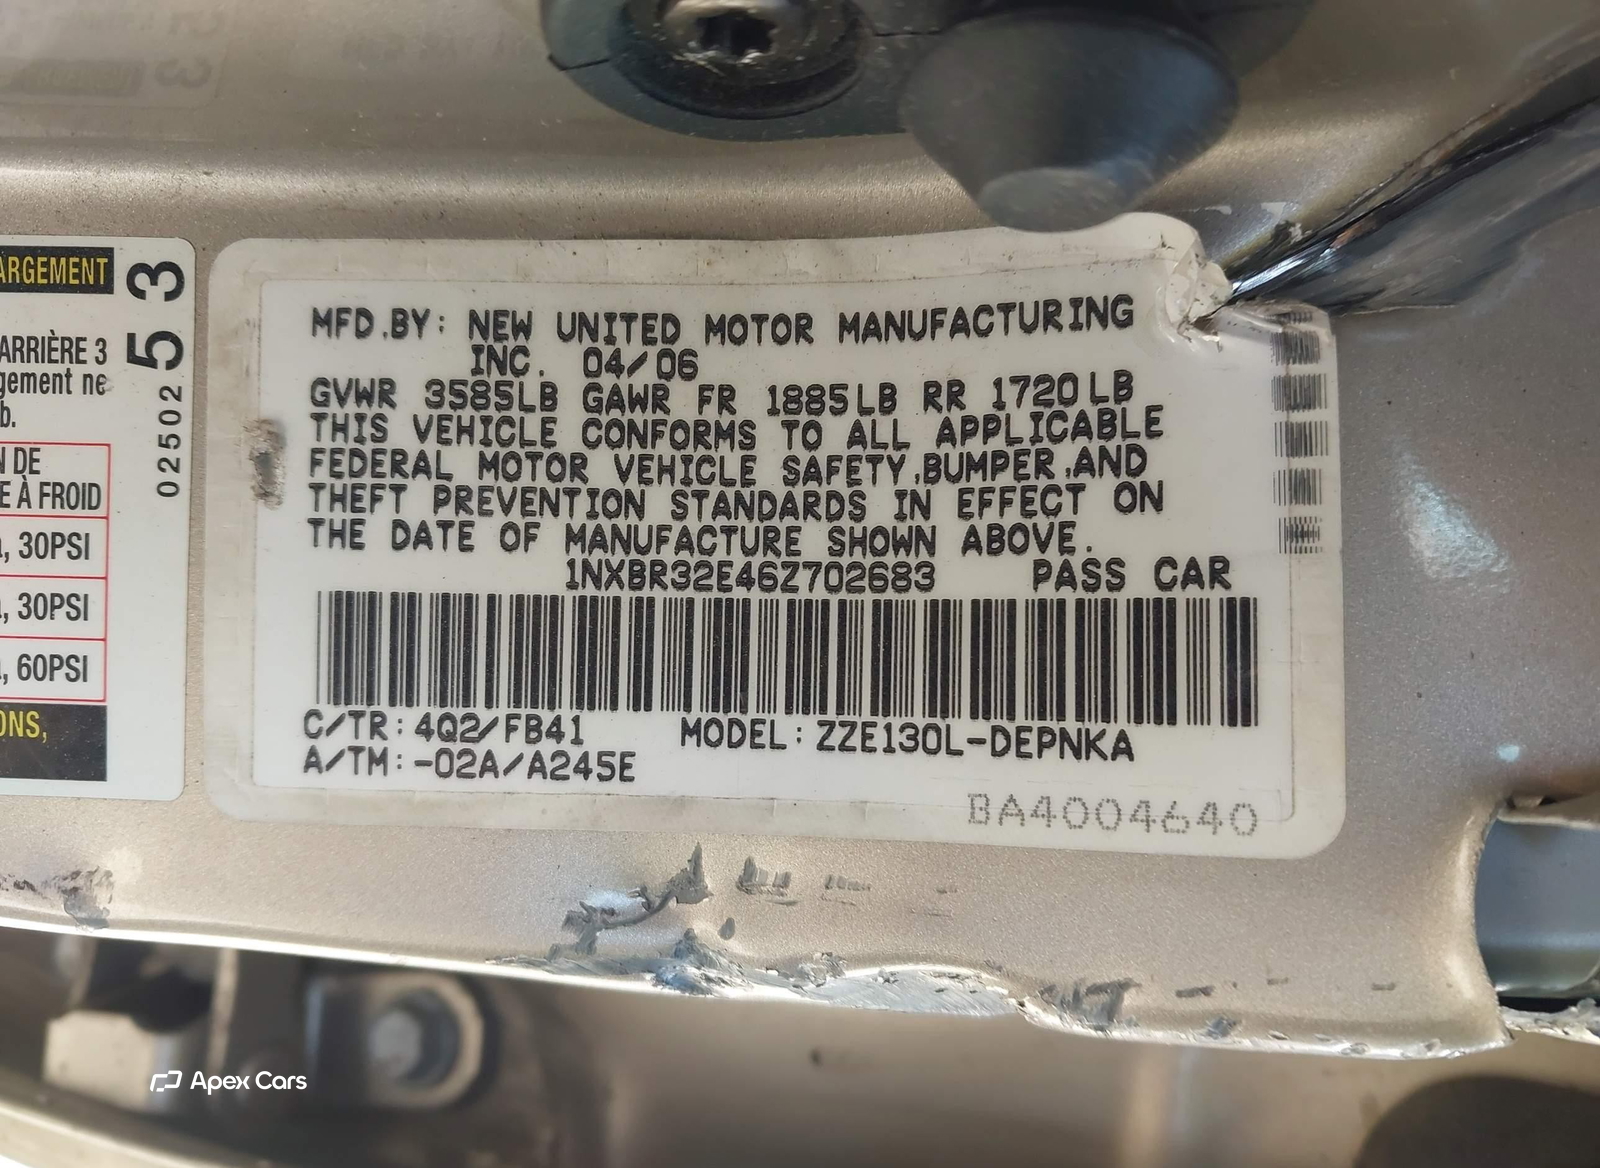 ARGEMENT
ARRIÈRE 3
gement ne
b.
N DE
E À FROID
, 30PSI
, 30PSI
, 60PSI
ONS,
53
02502
MFD.BY: NEW UNITED MOTOR MANUFACTURING
INC. 04/06
GVWR 3585LB GAWR FR 1885LB RR 1720LB
THIS VEHICLE CONFORMS TO ALL APPLICABLE
FEDERAL MOTOR VEHICLE SAFETY,BUMPER,AND
THEFT PREVENTION STANDARDS IN EFFECT ON
THE DATE OF MANUFACTURE SHOWN ABOVE.
1NXBR32E46Z702683 PASS CAR
C/TR: 4Q2/FB41 MODEL: ZZE130L-DEPNKA
A/TM: -02A/A245E
BA4004640
Apex Cars